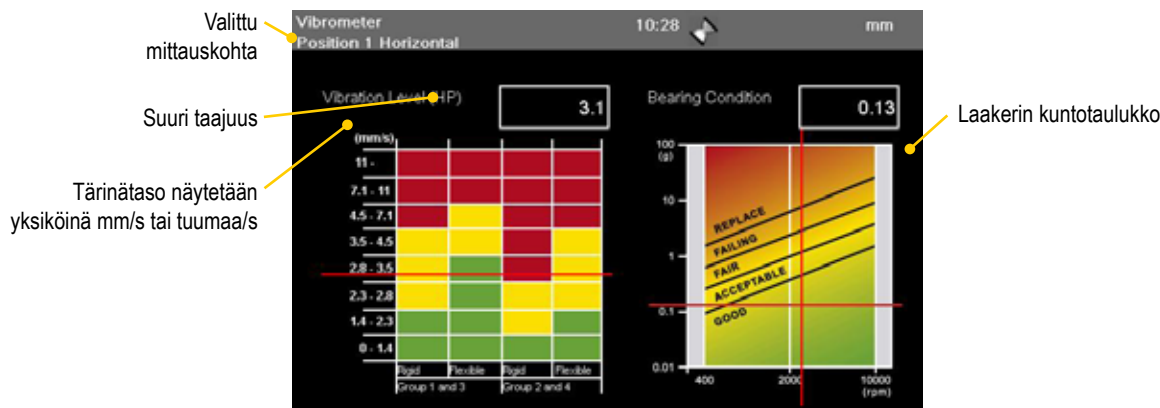 Valittu
mittauskohta
Suuri taajuus
Tärinätaso näytetään
yksiköinä mm/s tai tuumaa/s
Vibrometer
10:28
mm
Position 1 Horizontal
Vibration Level (HP)
3.1
(mm/s)
11 -
7.1 - 11
4.5 - 7.1
3.5 - 4.5
2.8 - 3.5
2.3 - 2.8
1.4 - 2.3
0 - 1.4
Rigid Flexible Rigid Flexible
Group 1 and 3 Group 2 and 4
Bearing Condition
0.13
100
(g)
10
1
0.1
0.01
REPLACE
FAILING
FAIR
ACCEPTABLE
GOOD
400 2000 10000
(rpm)
Laakerin kuntotaulukko